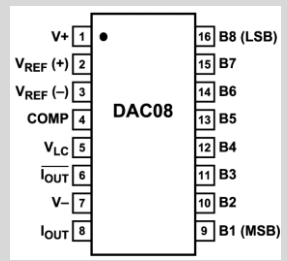 V+ 1 16 B8 (LSB)
VREF (+) 2 15 B7
VREF (–) 3 14 B6
COMP 4 DAC08 13 B5
VLC 5 12 B4
IOUT 6 11 B3
V– 7 10 B2
IOUT 8 9 B1 (MSB)